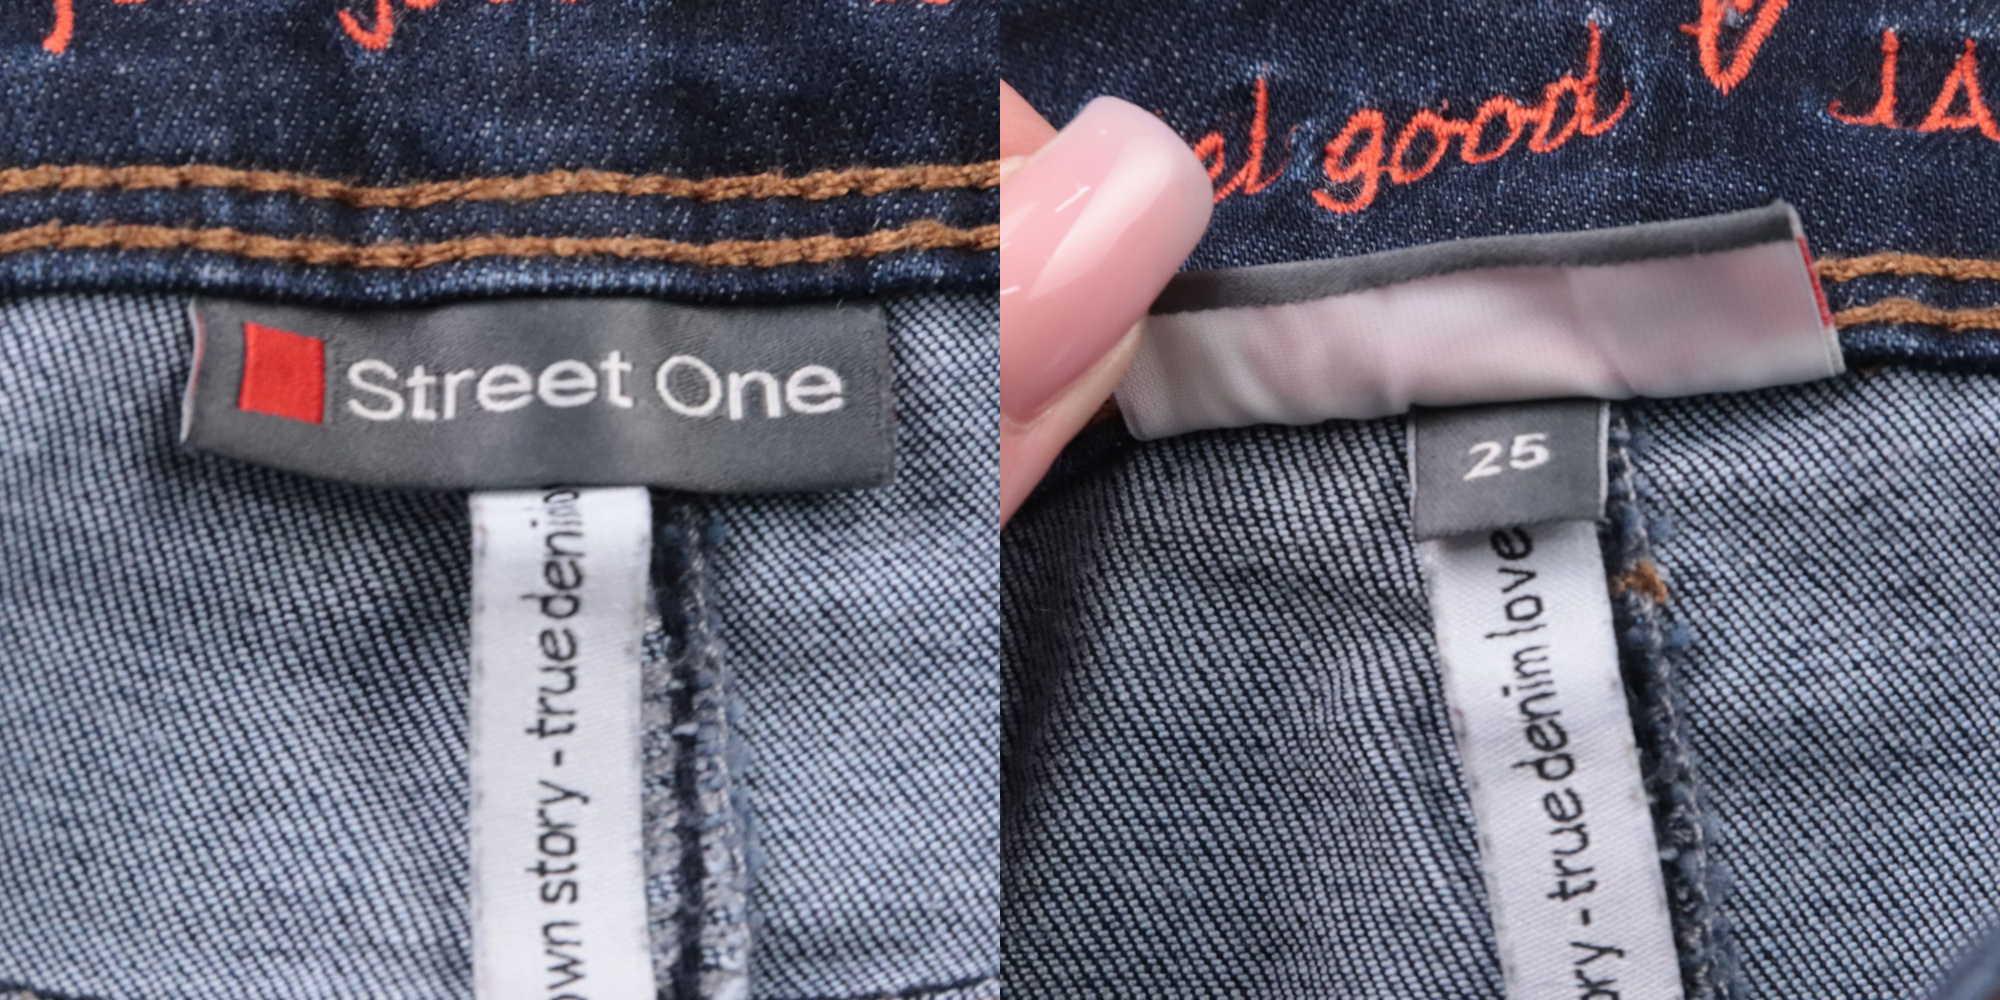 Street One
own story - true denim
good
25
ory - true denim love